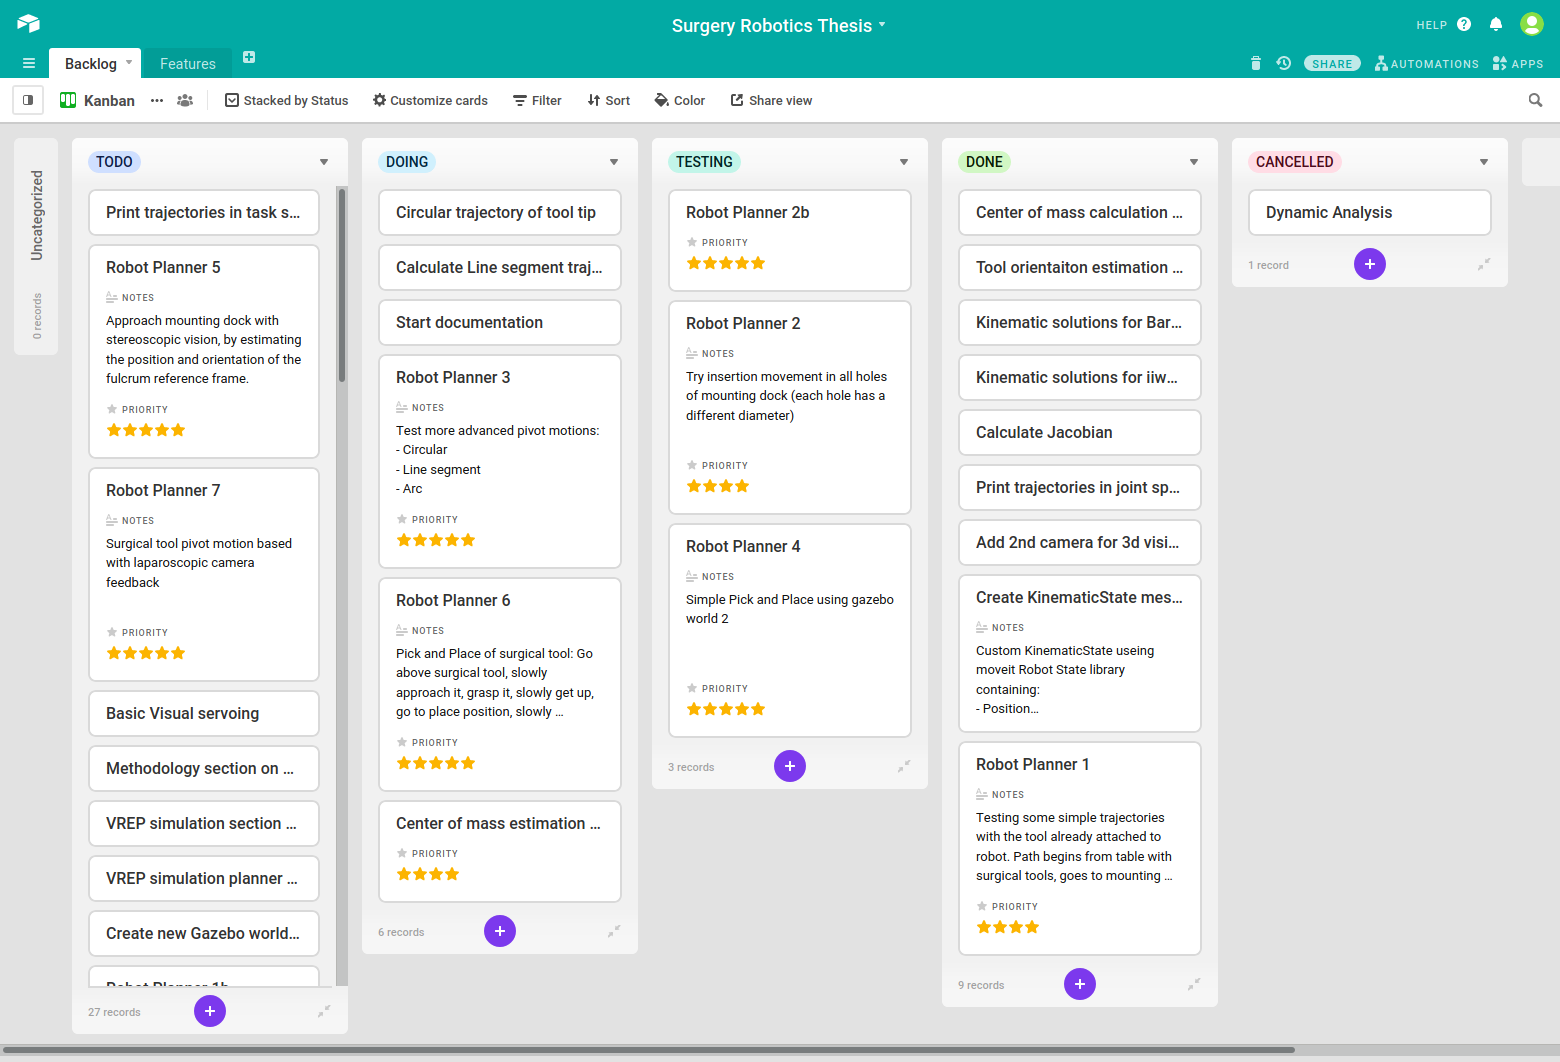 Surgery Robotics Thesis
HELP
Backlog
Features
SHARE
AUTOMATIONS
APPS
Kanban
Stacked by Status
Customize cards
Filter
Sort
Color
Share view
Uncategorized
0 records
TODO
Print trajectories in task s...
Robot Planner 5
NOTES
Approach mounting dock with
stereoscopic vision, by estimating
the position and orientation of the
fulcrum reference frame.
PRIORITY
Robot Planner 7
NOTES
Surgical tool pivot motion based
with laparoscopic camera
feedback
PRIORITY
Basic Visual servoing
Methodology section on ...
VREP simulation section ...
VREP simulation planner ...
Create new Gazebo world...
Robot Planner 1b
27 records
DOING
Circular trajectory of tool tip
Calculate Line segment traj...
Start documentation
Robot Planner 3
NOTES
Test more advanced pivot motions:
- Circular
- Line segment
- Arc
PRIORITY
Robot Planner 6
NOTES
Pick and Place of surgical tool: Go
above surgical tool, slowly
approach it, grasp it, slowly get up,
go to place position, slowly ...
PRIORITY
Center of mass estimation ...
PRIORITY
6 records
TESTING
Robot Planner 2b
PRIORITY
Robot Planner 2
NOTES
Try insertion movement in all holes
of mounting dock (each hole has a
different diameter)
PRIORITY
Robot Planner 4
NOTES
Simple Pick and Place using gazebo
world 2
PRIORITY
3 records
DONE
Center of mass calculation ...
Tool orientaiton estimation ...
Kinematic solutions for Bar...
Kinematic solutions for iiw...
Calculate Jacobian
Print trajectories in joint sp...
Add 2nd camera for 3d visi...
Create KinematicState mes...
NOTES
Custom KinematicState useing
moveit Robot State library
containing:
- Position...
Robot Planner 1
NOTES
Testing some simple trajectories
with the tool already attached to
robot. Path begins from table with
surgical tools, goes to mounting ...
PRIORITY
9 records
CANCELLED
Dynamic Analysis
1 record